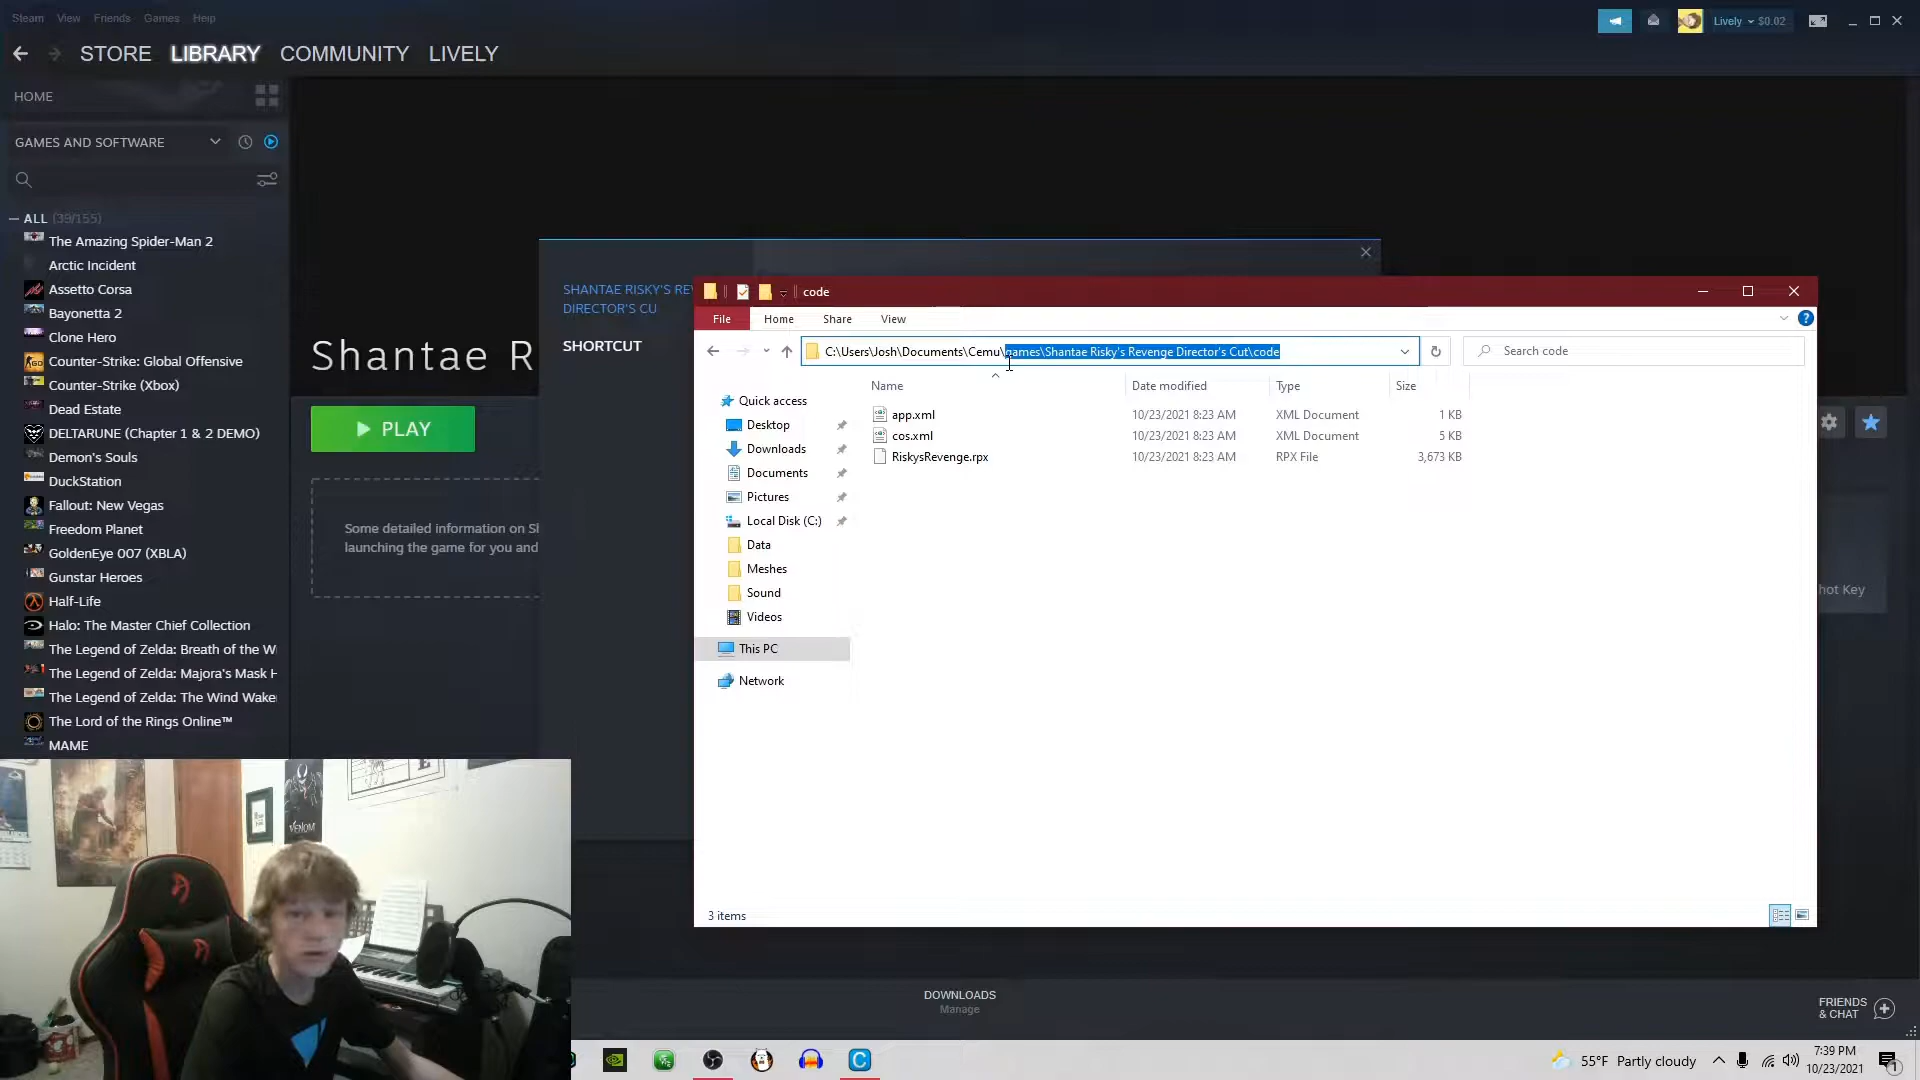 Steam View Friends Games Help
Lively $0.02
STORE LIBRARY COMMUNITY LIVELY
HOME
GAMES AND SOFTWARE
ALL (39/155)
The Amazing Spider-Man 2
Arctic Incident
Assetto Corsa
Bayonetta 2
Clone Hero
Counter-Strike: Global Offensive
Counter-Strike (Xbox)
Dead Estate
DELTARUNE (Chapter 1 & 2 DEMO)
Demon's Souls
DuckStation
Fallout: New Vegas
Freedom Planet
GoldenEye 007 (XBLA)
Gunstar Heroes
Half-Life
Halo: The Master Chief Collection
The Legend of Zelda: Breath of the Wi
The Legend of Zelda: Majora's Mask H
The Legend of Zelda: The Wind Waker
The Lord of the Rings Online™
MAME
Shantae R
PLAY
Some detailed information on Sh
launching the game for you and
SHANTAE RISKY'S REV
DIRECTOR'S CU
SHORTCUT
hot Key
code
File Home Share View
C:\Users\Josh\Documents\Cemu\games\Shantae Risky's Revenge Director's Cut\code
Search code
Name Date modified Type Size
app.xml 10/23/2021 8:23 AM XML Document 1 KB
cos.xml 10/23/2021 8:23 AM XML Document 5 KB
RiskysRevenge.rpx 10/23/2021 8:23 AM RPX File 3,673 KB
Quick access
Desktop
Downloads
Documents
Pictures
Local Disk (C:)
Data
Meshes
Sound
Videos
This PC
Network
3 items
VENOM
DOWNLOADS
Manage
FRIENDS
& CHAT
55°F Partly cloudy
7:39 PM
10/23/2021
1